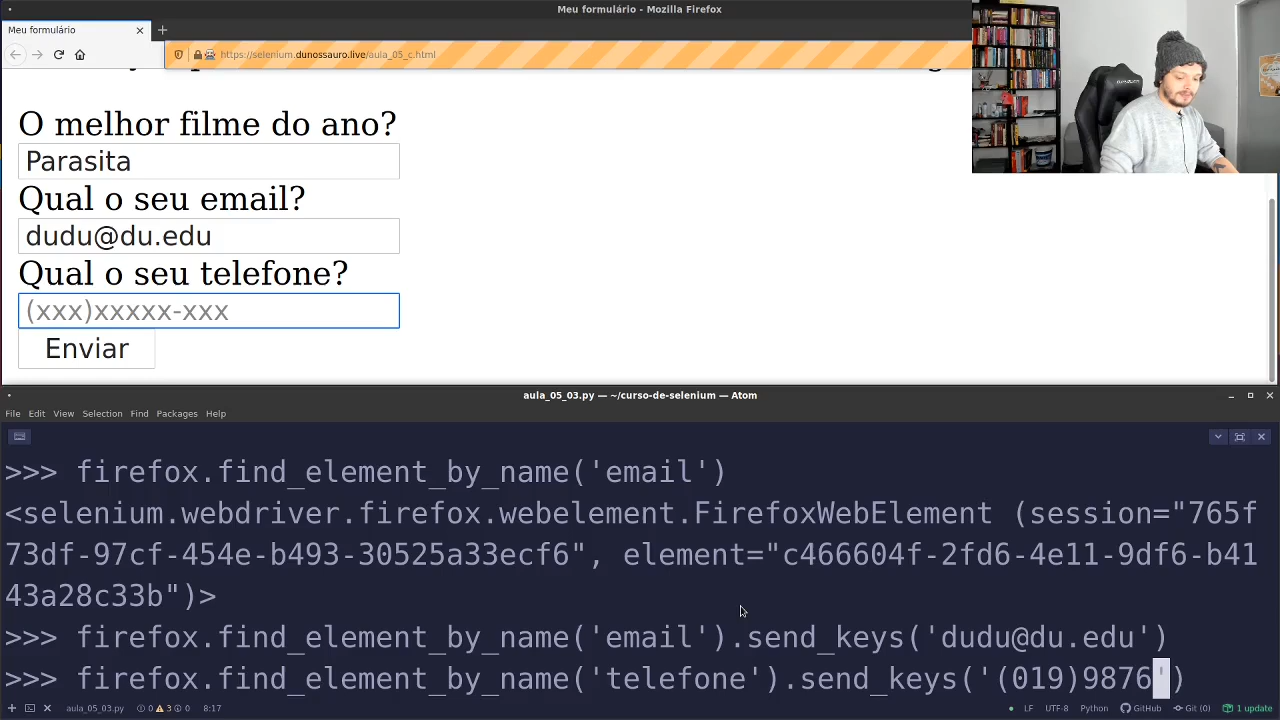 Meu formulário - Mozilla Firefox
Meu formulário
https://selenium.dunossauro.live/aula_05_c.html
O melhor filme do ano?
Parasita
Qual o seu email?
dudu@du.edu
Qual o seu telefone?
(xxx)xxxxx-xxx
Enviar
aula_05_03.py — ~/curso-de-selenium — Atom
File Edit View Selection Find Packages Help
>>> firefox.find_element_by_name('email')
<selenium.webdriver.firefox.webelement.FirefoxWebElement (session="765f
73df-97cf-454e-b493-30525a33ecf6", element="c466604f-2fd6-4e11-9df6-b41
43a28c33b")>
>>> firefox.find_element_by_name('email').send_keys('dudu@du.edu')
>>> firefox.find_element_by_name('telefone').send_keys('(019)9876')
aula_05_03.py 0 3 0 8:17 LF UTF-8 Python GitHub Git (0) 1 update